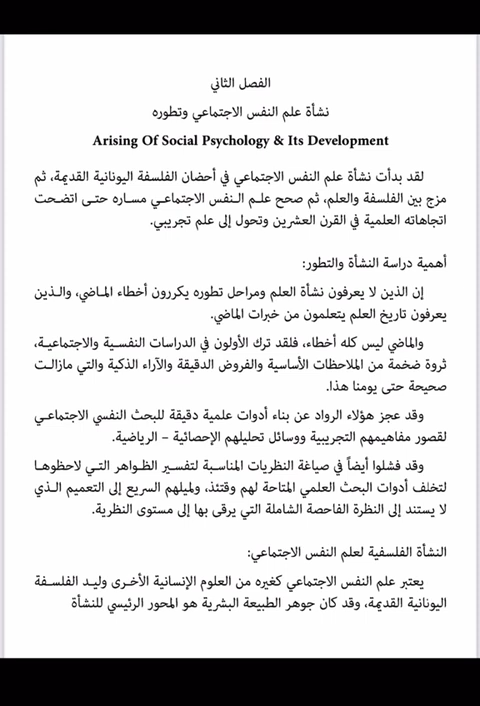 الفصل الثاني
نشأة علم النفس الاجتماعي وتطوره
Arising Of Social Psychology & Its Development
لقد بدأت نشأة علم النفس الاجتماعي في أحضان الفلسفة اليونانية القديمة، ثم
مزج بين الفلسفة والعلم، ثم صحح علم النفس الاجتماعي مساره حتى اتضحت
اتجاهاته العلمية في القرن العشرين وتحول إلى علم تجريبي.
أهمية دراسة النشأة والتطور:
إن الذين لا يعرفون نشأة العلم ومراحل تطوره يكررون أخطاء الماضي، والذين
يعرفون تاريخ العلم يتعلمون من خبرات الماضي.
والماضي ليس كله أخطاء، فلقد ترك الأولون في الدراسات النفسية والاجتماعية،
ثروة ضخمة من الملاحظات الأساسية والفروض الدقيقة والآراء الذكية والتي مازالت
صحيحة حتى يومنا هذا.
وقد عجز هؤلاء الرواد عن بناء أدوات علمية دقيقة للبحث النفسي الاجتماعي
لقصور مفاهيمهم التجريبية ووسائل تحليلهم الإحصائية – الرياضية.
وقد فشلوا أيضاً في صياغة النظريات المناسبة لتفسير الظواهر التي لاحظوها
لتخلف أدوات البحث العلمي المتاحة لهم وقتئذ، ولميلهم السريع إلى التعميم الذي
لا يستند إلى النظرة الفاحصة الشاملة التي يرقى بها إلى مستوى النظرية.
النشأة الفلسفية لعلم النفس الاجتماعي:
يعتبر علم النفس الاجتماعي كغيره من العلوم الإنسانية الأخرى وليد الفلسفة
اليونانية القديمة، وقد كان جوهر الطبيعة البشرية هو المحور الرئيسي للنشأة